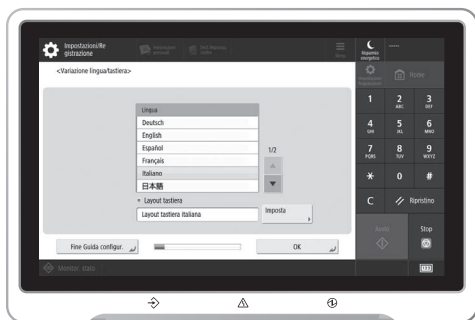 Impostazioni/Re
gistrazione
Menu
Risparmio
energetico
<Variazione lingua/tastiera>
Home
Lingua
Deutsch
English
Español
Français
Italiano
日本語
1/2
Layout tastiera
Layout tastiera italiana
Imposta
Fine Guida configur.
OK
1
2
ABC
3
DEF
4
GHI
5
JKL
6
MNO
7
PQRS
8
TUV
9
WXYZ
0
#
C
Ripristino
Avvio
Stop
Monitor stato
123